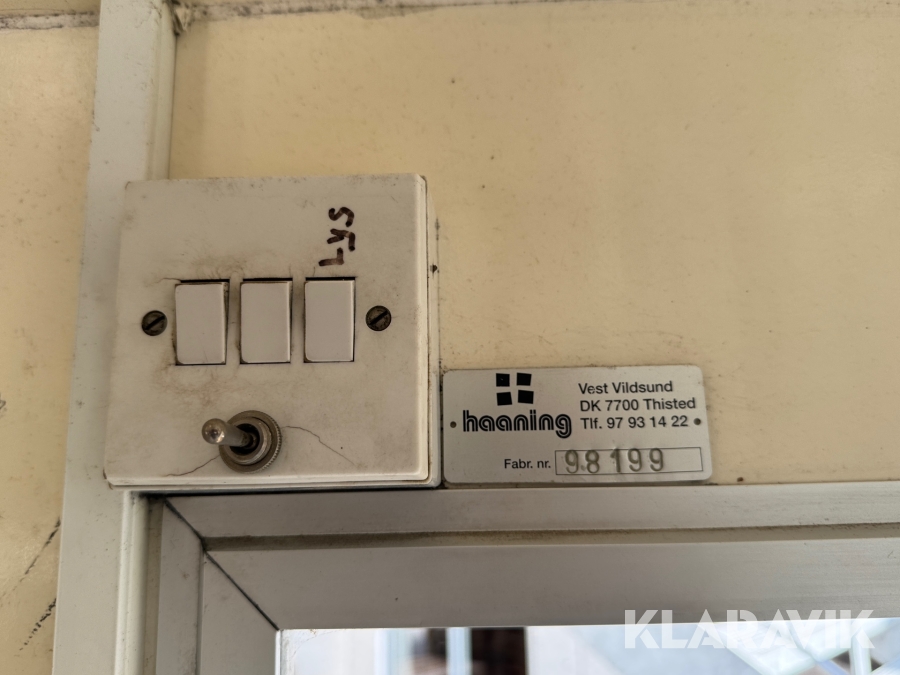 Lys
haaning
Vest Vildsund
DK 7700 Thisted
Tlf. 97 93 14 22
Fabr. nr. 98199
KLARAVIK